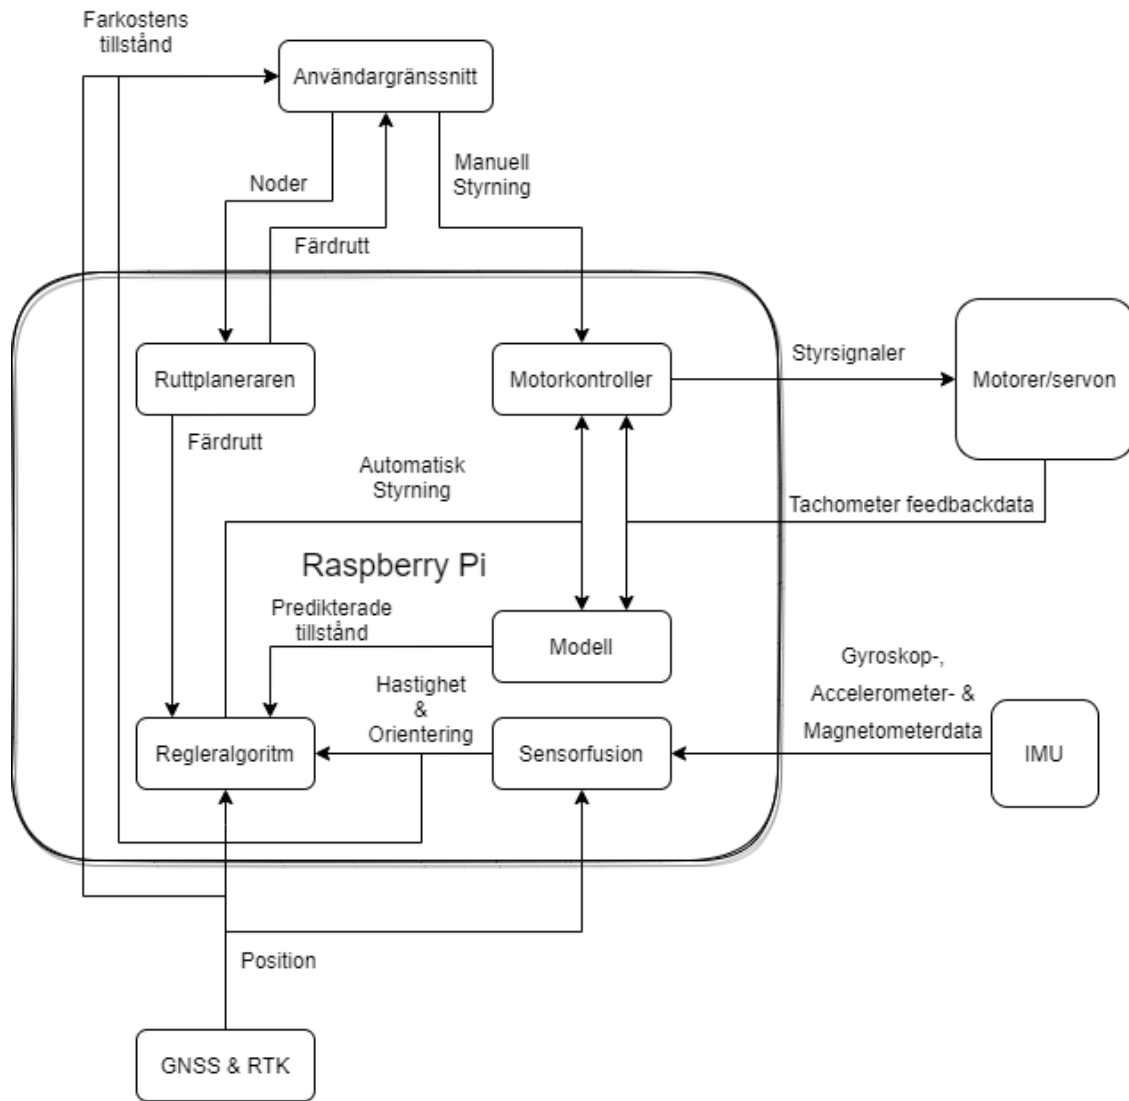 Farkostens
tillstånd
Användargränssnitt
Manuell
Styrning
Noder
Färdrutt
Ruttplaneraren
Motorkontroller
Styrsignaler
Motorer/servon
Färdrutt
Automatisk
Styrning
Tachometer feedbackdata
Raspberry Pi
Predikterade
tillstånd
Modell
Gyroskop-,
Accelerometer- &
Magnetometerdata
Hastighet
&
Orientering
Regleralgoritm
Sensorfusion
IMU
Position
GNSS & RTK